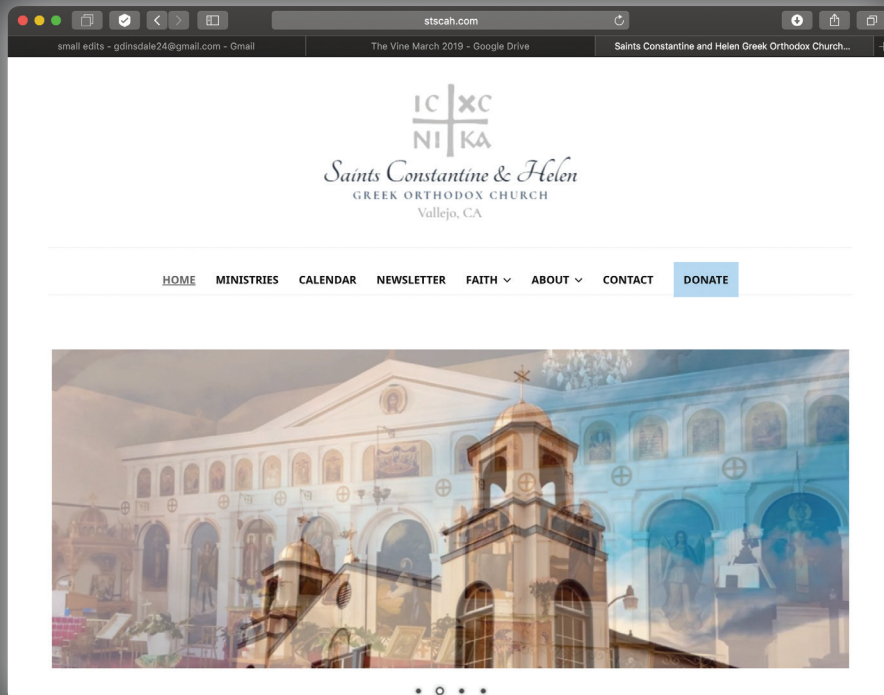 stscah.com
small edits - gdinsdale24@gmail.com - Gmail
The Vine March 2019 - Google Drive
Saints Constantine and Helen Greek Orthodox Church...
IC XC
NI KA
Saints Constantine & Helen
GREEK ORTHODOX CHURCH
Vallejo, CA
HOME MINISTRIES CALENDAR NEWSLETTER FAITH ABOUT CONTACT DONATE